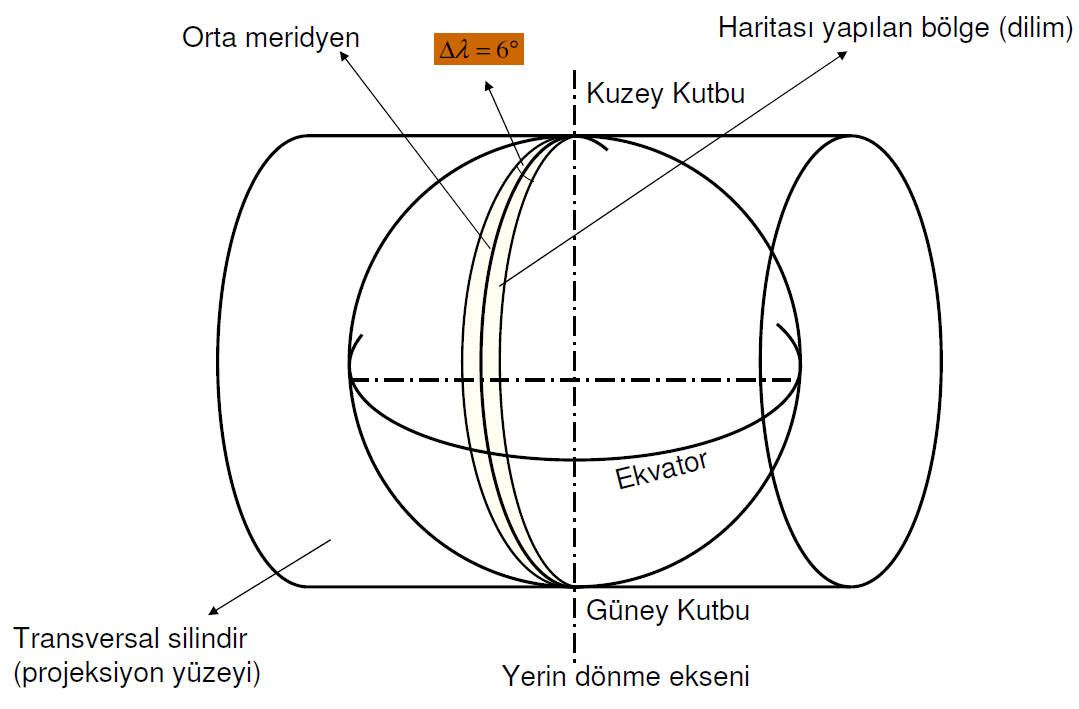 Orta meridyen
Δλ = 6°
Haritası yapılan bölge (dilim)
Kuzey Kutbu
Ekvator
Güney Kutbu
Transversal silindir
(projeksiyon yüzeyi)
Yerin dönme ekseni